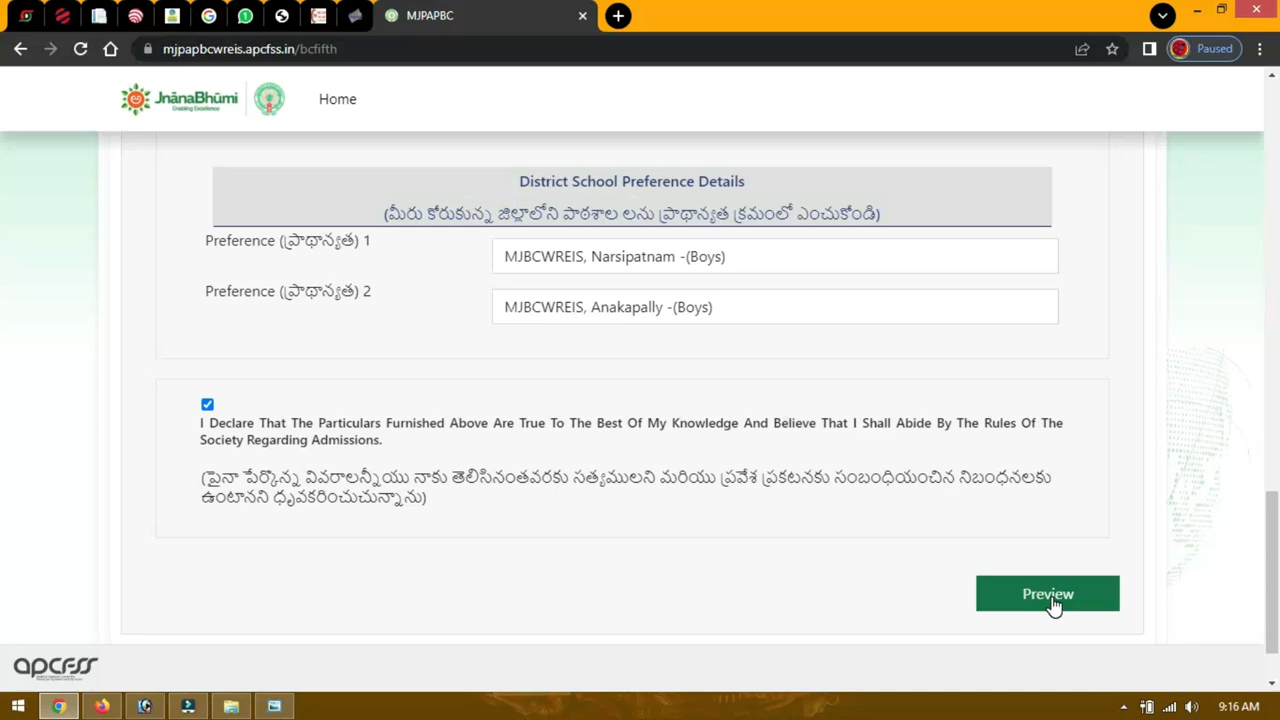 MJPAPBC
mjpapbcwreis.apcfss.in/bcfifth
Paused
JnānaBhūmi
Enabling Excellence
Home
District School Preference Details
(మీరు కోరుకున్న జిల్లాలోని పాఠశాల లను ప్రాధాన్యత క్రమంలో ఎంచుకోండి)
Preference (ప్రాధాన్యత) 1
MJBCWREIS, Narsipatnam -(Boys)
Preference (ప్రాధాన్యత) 2
MJBCWREIS, Anakapally -(Boys)
I Declare That The Particulars Furnished Above Are True To The Best Of My Knowledge And Believe That I Shall Abide By The Rules Of The
Society Regarding Admissions.
(పైనా పేర్కొన్న వివరాలన్నీయు నాకు తెలిసినంతవరకు సత్యములని మరియు ప్రవేశ ప్రకటనకు సంబంధియంచిన నిబంధనలకు
ఉంటానని ధృవకరించుచున్నాను)
Preview
apcfss
9:16 AM